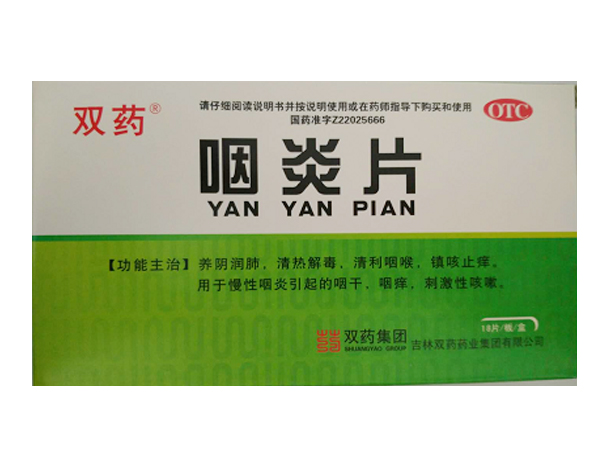 双药®
请仔细阅读说明书并按说明使用或在药师指导下购买和使用
国药准字Z22025666
OTC
咽炎片
YAN YAN PIAN
【功能主治】养阴润肺，清热解毒，清利咽喉，镇咳止痒。
用于慢性咽炎引起的咽干，咽痒，刺激性咳嗽。
18片/板/盒
双药集团
SHUANGYAO GROUP
吉林双药药业集团有限公司